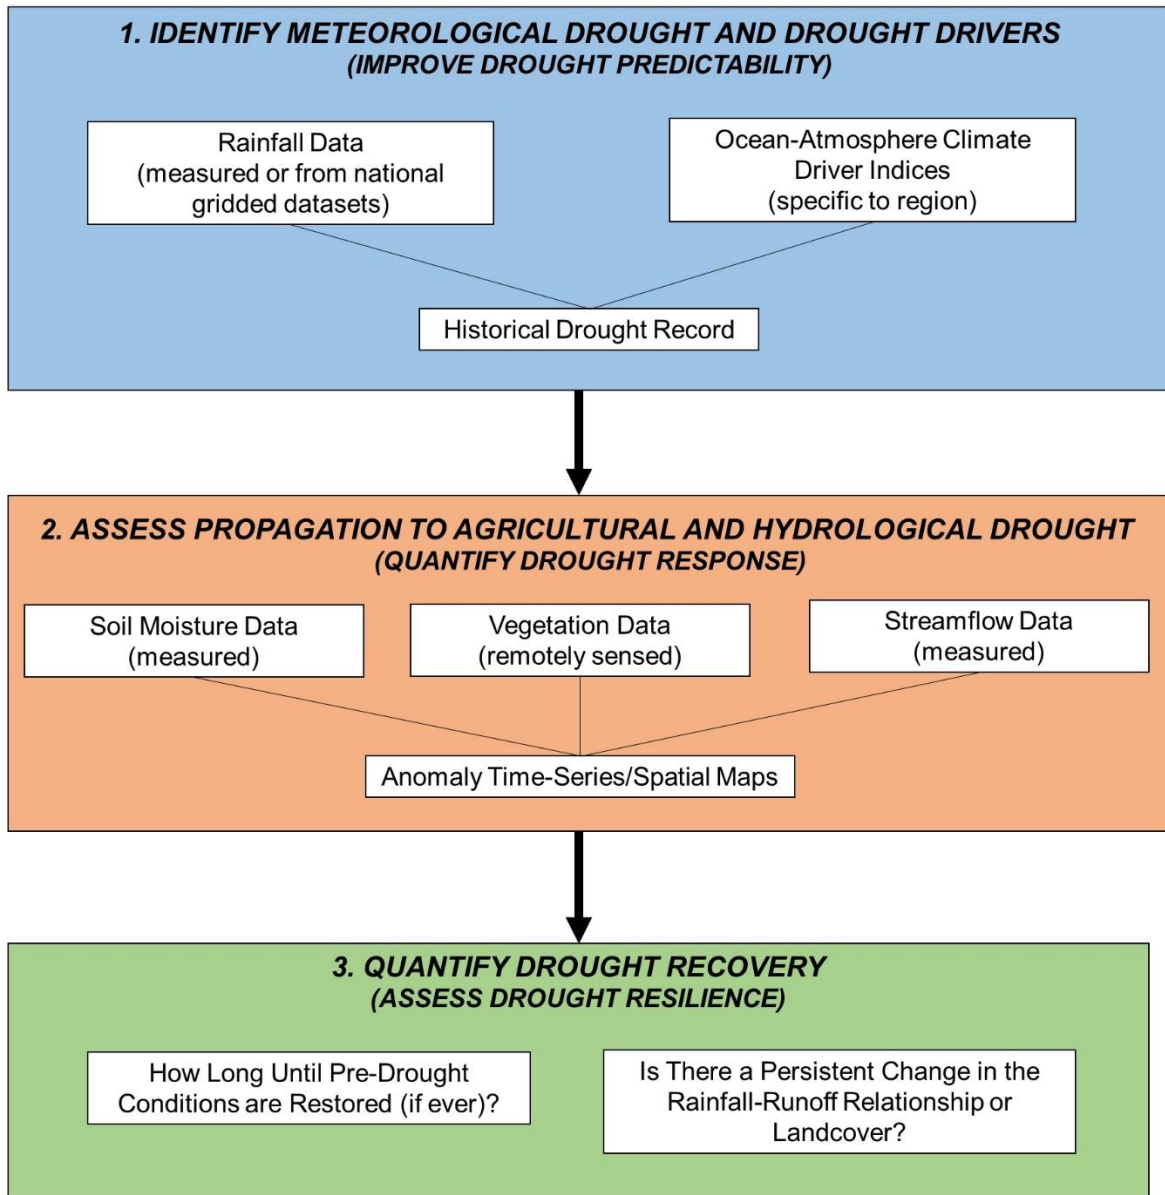 1. IDENTIFY METEOROLOGICAL DROUGHT AND DROUGHT DRIVERS
(IMPROVE DROUGHT PREDICTABILITY)
Rainfall Data
(measured or from national
gridded datasets)
Ocean-Atmosphere Climate
Driver Indices
(specific to region)
Historical Drought Record
2. ASSESS PROPAGATION TO AGRICULTURAL AND HYDROLOGICAL DROUGHT
(QUANTIFY DROUGHT RESPONSE)
Soil Moisture Data
(measured)
Vegetation Data
(remotely sensed)
Streamflow Data
(measured)
Anomaly Time-Series/Spatial Maps
3. QUANTIFY DROUGHT RECOVERY
(ASSESS DROUGHT RESILIENCE)
How Long Until Pre-Drought
Conditions are Restored (if ever)?
Is There a Persistent Change in the
Rainfall-Runoff Relationship or
Landcover?